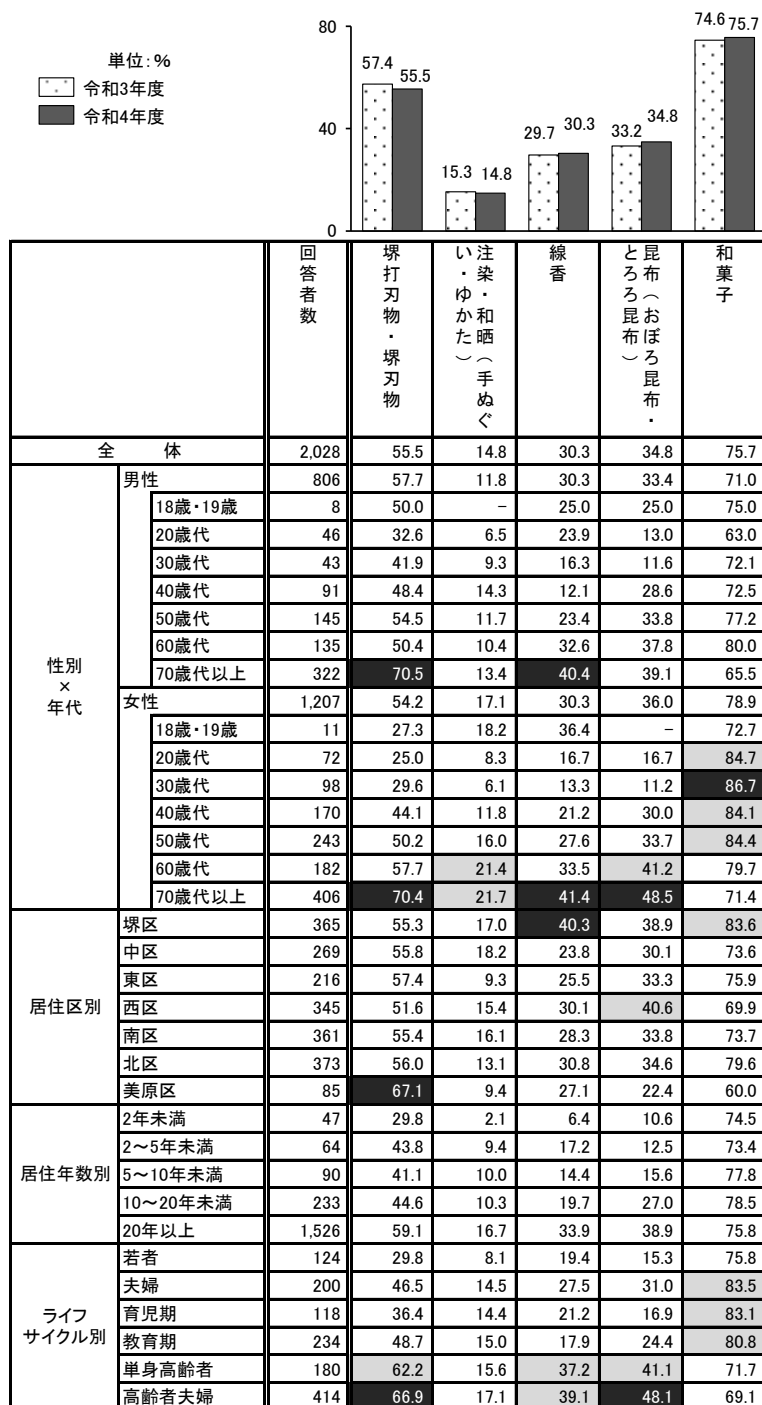 単位:%
令和3年度
令和4年度
80
40
0
57.4 55.5
15.3 14.8
29.7 30.3
33.2 34.8
74.6 75.7
回答者数
堺打刃物・堺刃物
注染・和晒(手ぬぐ
い・ゆかた)
線香
昆布(おぼろ昆布・
とろろ昆布)
和菓子
全体 2,028 55.5 14.8 30.3 34.8 75.7
性別
×
年代
男性 806 57.7 11.8 30.3 33.4 71.0
18歳・19歳 8 50.0 − 25.0 25.0 75.0
20歳代 46 32.6 6.5 23.9 13.0 63.0
30歳代 43 41.9 9.3 16.3 11.6 72.1
40歳代 91 48.4 14.3 12.1 28.6 72.5
50歳代 145 54.5 11.7 23.4 33.8 77.2
60歳代 135 50.4 10.4 32.6 37.8 80.0
70歳代以上 322 70.5 13.4 40.4 39.1 65.5
女性 1,207 54.2 17.1 30.3 36.0 78.9
18歳・19歳 11 27.3 18.2 36.4 − 72.7
20歳代 72 25.0 8.3 16.7 16.7 84.7
30歳代 98 29.6 6.1 13.3 11.2 86.7
40歳代 170 44.1 11.8 21.2 30.0 84.1
50歳代 243 50.2 16.0 27.6 33.7 84.4
60歳代 182 57.7 21.4 33.5 41.2 79.7
70歳代以上 406 70.4 21.7 41.4 48.5 71.4
居住区別
堺区 365 55.3 17.0 40.3 38.9 83.6
中区 269 55.8 18.2 23.8 30.1 73.6
東区 216 57.4 9.3 25.5 33.3 75.9
西区 345 51.6 15.4 30.1 40.6 69.9
南区 361 55.4 16.1 28.3 33.8 73.7
北区 373 56.0 13.1 30.8 34.6 79.6
美原区 85 67.1 9.4 27.1 22.4 60.0
居住年数別
2年未満 47 29.8 2.1 6.4 10.6 74.5
2〜5年未満 64 43.8 9.4 17.2 12.5 73.4
5〜10年未満 90 41.1 10.0 14.4 15.6 77.8
10〜20年未満 233 44.6 10.3 19.7 27.0 78.5
20年以上 1,526 59.1 16.7 33.9 38.9 75.8
ライフ
サイクル別
若者 124 29.8 8.1 19.4 15.3 75.8
夫婦 200 46.5 14.5 27.5 31.0 83.5
育児期 118 36.4 14.4 21.2 16.9 83.1
教育期 234 48.7 15.0 17.9 24.4 80.8
単身高齢者 180 62.2 15.6 37.2 41.1 71.7
高齢者夫婦 414 66.9 17.1 39.1 48.1 69.1